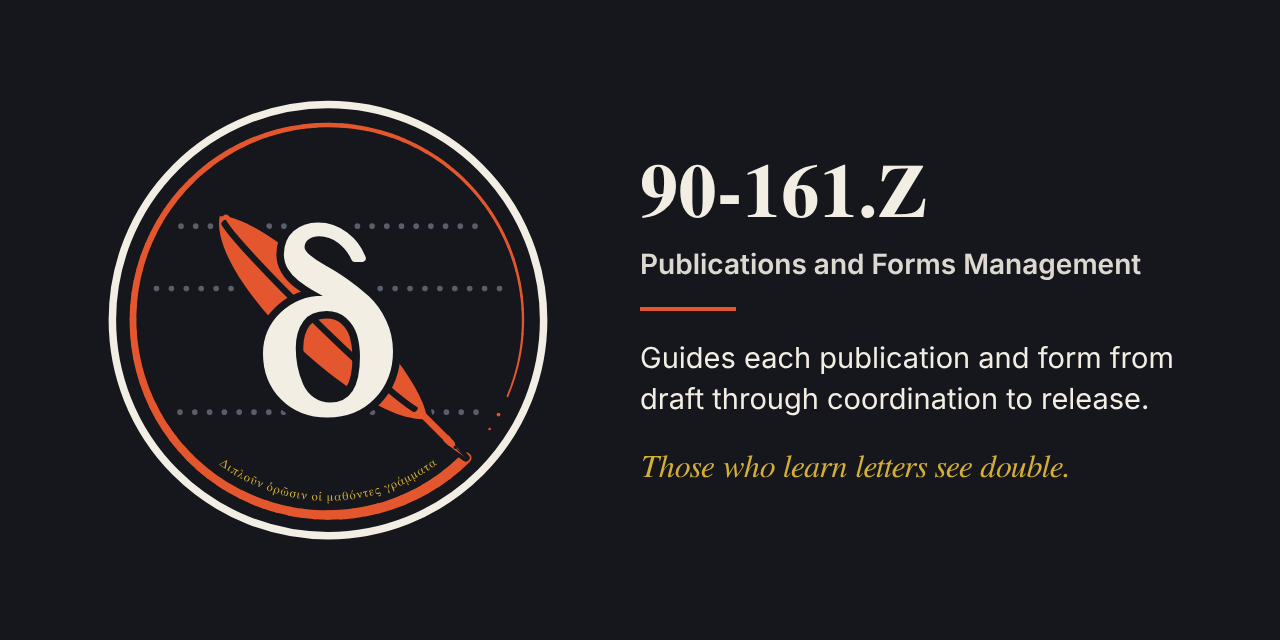 δ
Διπλοῦν ὁρῶσιν οἱ μαθόντες γράμματα
90-161.Z
Publications and Forms Management
Guides each publication and form from
draft through coordination to release.
Those who learn letters see double.